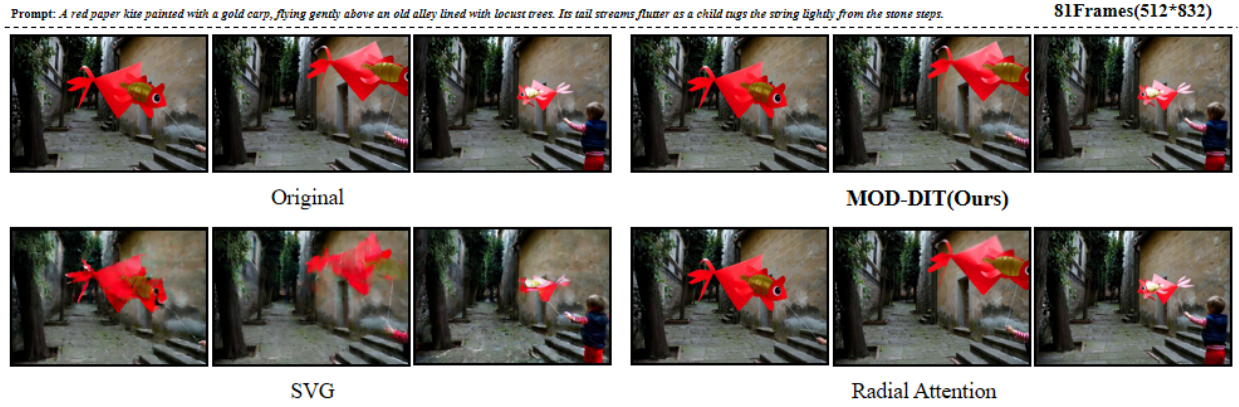 Prompt: A red paper kite painted with a gold carp, flying gently above an old alley lined with locust trees. Its tail streams flutter as a child tugs the string lightly from the stone steps.
81Frames(512*832)
Original
MOD-DIT(Ours)
SVG
Radial Attention